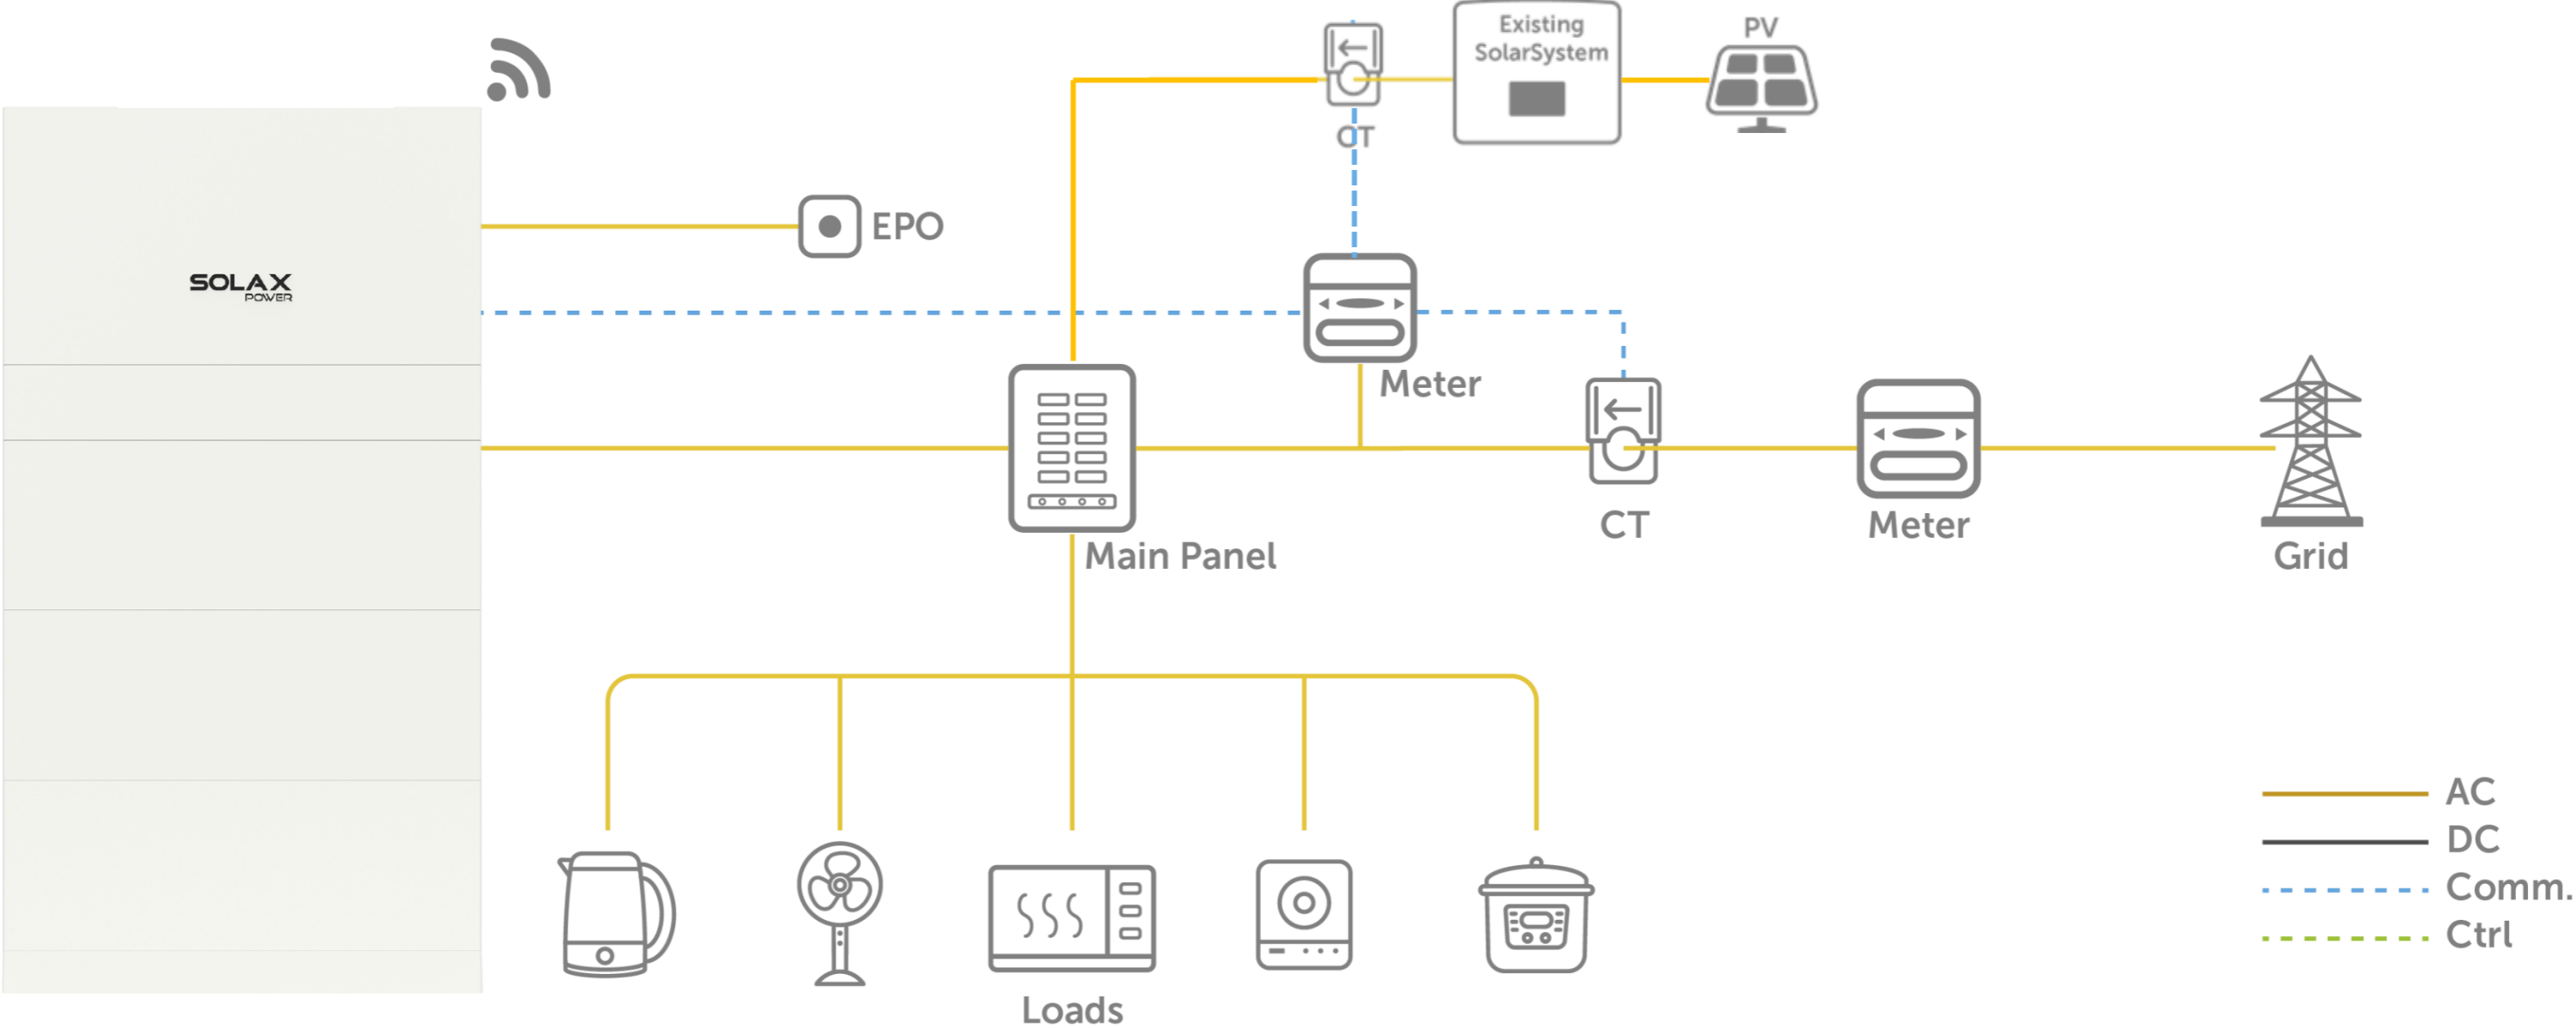 Existing
SolarSystem
PV
CT
EPO
SOLAX
POWER
Meter
Main Panel
CT
Meter
Grid
Loads
AC
DC
Comm.
Ctrl